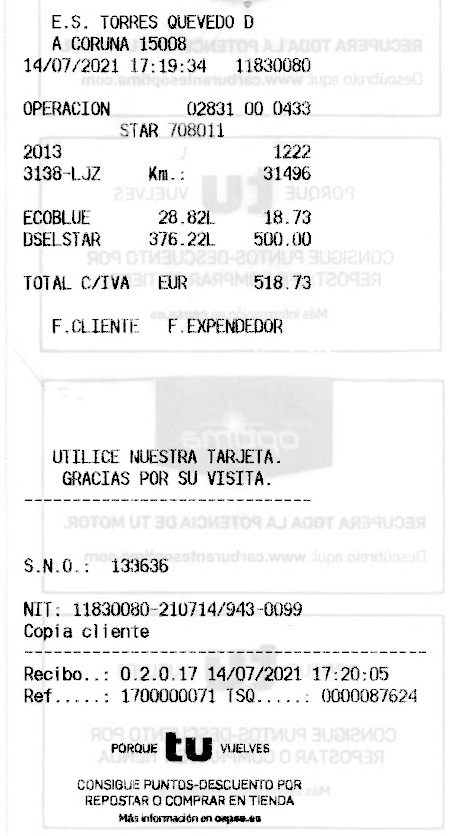 E.S. TORRES QUEVEDO D
A CORUNA 15008
14/07/2021 17:19:34 11830080
OPERACION 02831 00 0433
STAR 708011
2013 1222
3138-LJZ Km.: 31496
ECOBLUE 28.82L 18.73
DSELSTAR 376.22L 500.00
TOTAL C/IVA EUR 518.73
F.CLIENTE F.EXPENDEDOR
UTILICE NUESTRA TARJETA.
GRACIAS POR SU VISITA.
S.N.O.: 133636
NIT: 11830080-210714/943-0099
Copia cliente
Recibo..: 0.2.0.17 14/07/2021 17:20:05
Ref.....: 1700000071 TSQ.....: 0000087624
PORQUE tu VUELVES
CONSIGUE PUNTOS-DESCUENTO POR
REPOSTAR O COMPRAR EN TIENDA
Más información en cepsa.es